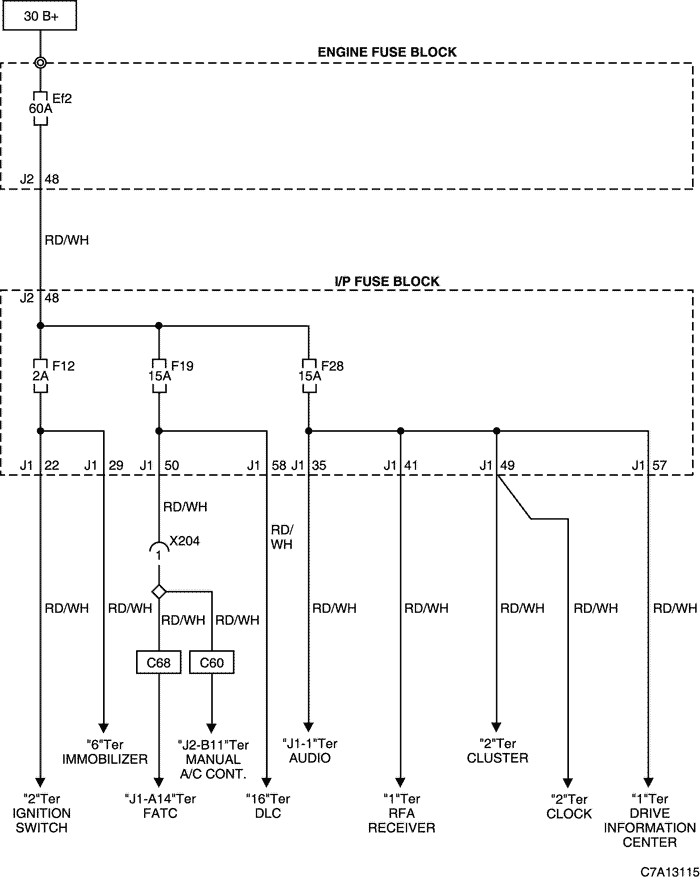 30 B+
ENGINE FUSE BLOCK
Ef2
60A
J2 48
RD/WH
I/P FUSE BLOCK
J2 48
F12 F19 F28
2A 15A 15A
J1 22 J1 29 J1 50 J1 58 J1 35 J1 41 J1 49 J1 57
RD/WH
RD/
WH
X204
1
RD/WH RD/WH RD/WH RD/WH RD/WH RD/WH RD/WH RD/WH RD/WH
C68 C60
"6"Ter
IMMOBILIZER
"J2-B11"Ter
MANUAL
A/C CONT.
"J1-1"Ter
AUDIO
"2"Ter
CLUSTER
"2"Ter
IGNITION
SWITCH
"J1-A14"Ter
FATC
"16"Ter
DLC
"1"Ter
RFA
RECEIVER
"2"Ter
CLOCK
"1"Ter
DRIVE
INFORMATION
CENTER
C7A13115